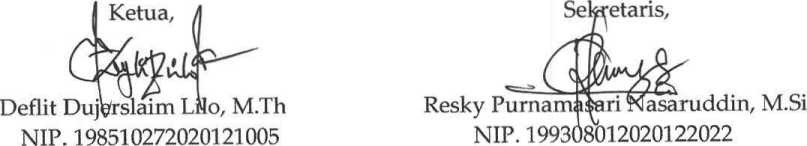 Ketua,
Deflit Dujerslaim Lilo, M.Th
NIP. 198510272020121005
Sekretaris,
Resky Purnamasari Nasaruddin, M.Si
NIP. 199308012020122022